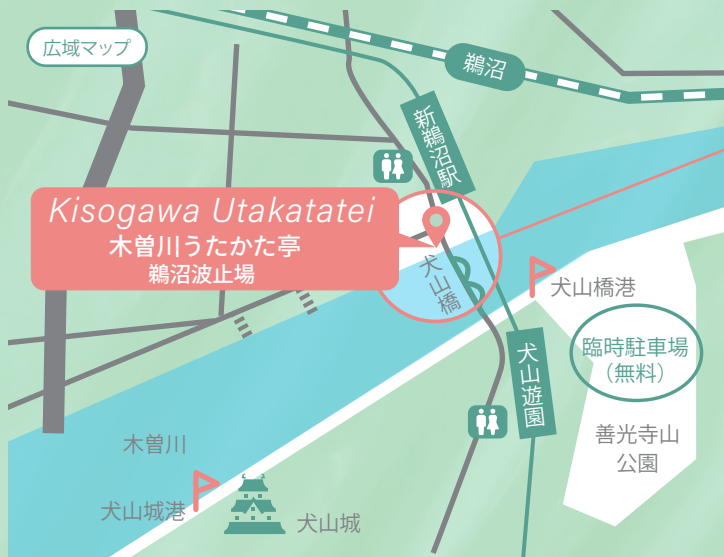 広域マップ
鵜沼
新鵜沼駅
Kisogawa Utakatatei
木曽川うたかた亭
鵜沼波止場
犬山橋
犬山橋港
臨時駐車場
（無料）
犬山遊園
善光寺山
公園
木曽川
犬山城港
犬山城